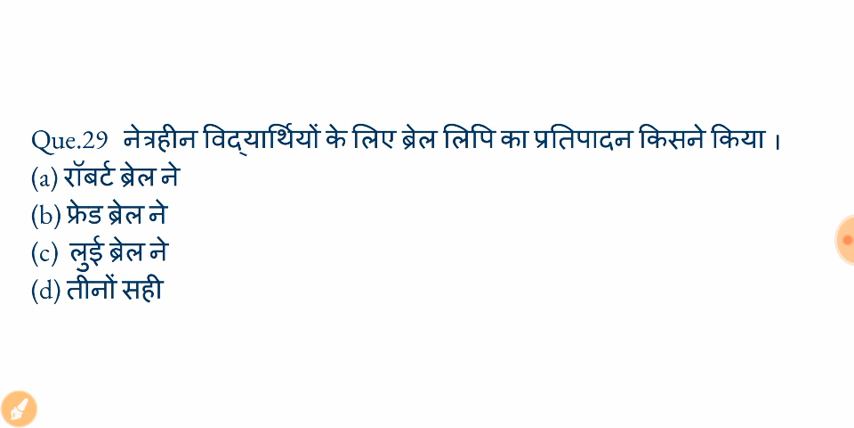 Que.29 नेत्रहीन विद्यार्थियों के लिए ब्रेल लिपि का प्रतिपादन किसने किया ।
(a) रॉबर्ट ब्रेल ने
(b) फ्रेड ब्रेल ने
(c) लुई ब्रेल ने
(d) तीनों सही